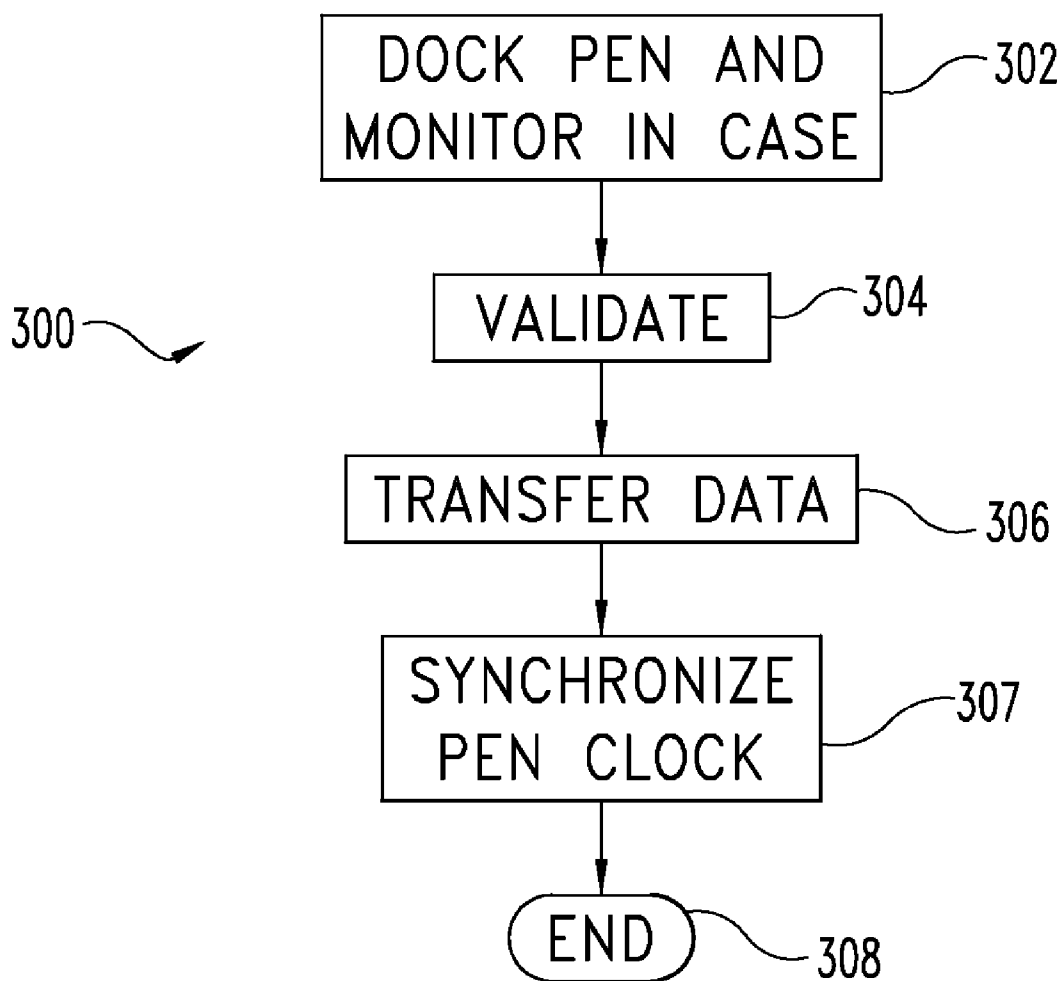 DOCK PEN AND
MONITOR IN CASE
302
VALIDATE
304
300
TRANSFER DATA
306
SYNCHRONIZE
PEN CLOCK
307
END
308